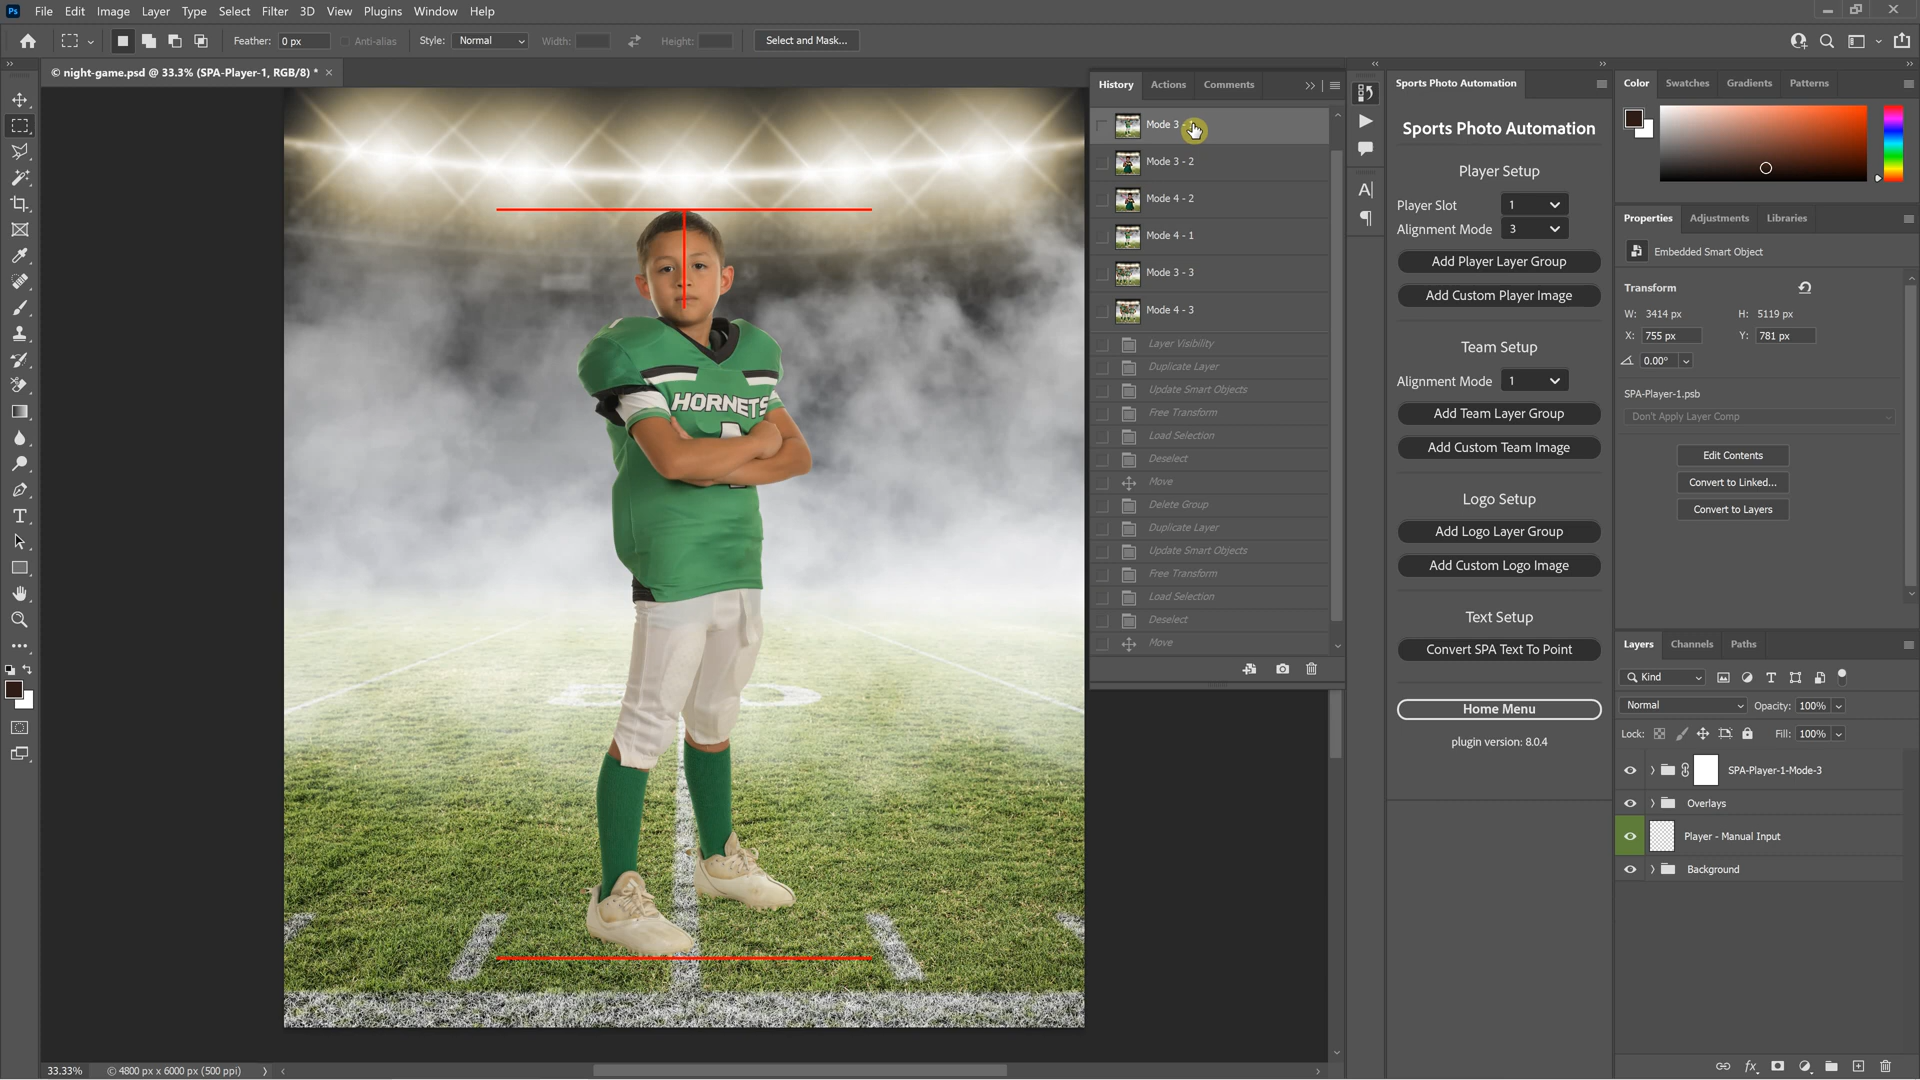 Ps File Edit Image Layer Type Select Filter 3D View Plugins Window Help
Feather: 0 px Anti-alias Style: Normal Width: Height: Select and Mask...
© night-game.psd @ 33.3% (SPA-Player-1, RGB/8) *
HORNETS
33.33% © 4800 px x 6000 px (500 ppi)
History Actions Comments
Mode 3 -
Mode 3 - 2
Mode 4 - 2
Mode 4 - 1
Mode 3 - 3
Mode 4 - 3
Layer Visibility
Duplicate Layer
Update Smart Objects
Free Transform
Load Selection
Deselect
Move
Delete Group
Duplicate Layer
Update Smart Objects
Free Transform
Load Selection
Deselect
Move
Sports Photo Automation
Sports Photo Automation
Player Setup
Player Slot 1
Alignment Mode 3
Add Player Layer Group
Add Custom Player Image
Team Setup
Alignment Mode 1
Add Team Layer Group
Add Custom Team Image
Logo Setup
Add Logo Layer Group
Add Custom Logo Image
Text Setup
Convert SPA Text To Point
Home Menu
plugin version: 8.0.4
Color Swatches Gradients Patterns
Properties Adjustments Libraries
Embedded Smart Object
Transform
W: 3414 px H: 5119 px
X: 755 px Y: 781 px
0.00°
SPA-Player-1.psb
Don't Apply Layer Comp
Edit Contents
Convert to Linked...
Convert to Layers
Layers Channels Paths
Kind
Normal Opacity: 100%
Lock: Fill: 100%
SPA-Player-1-Mode-3
Overlays
Player - Manual Input
Background